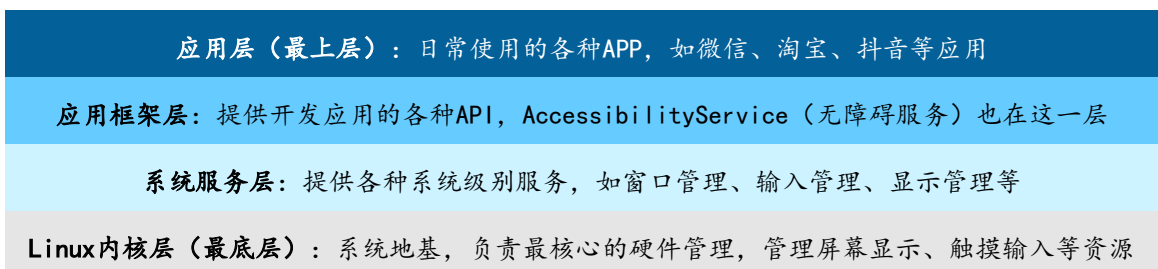 应用层（最上层）：日常使用的各种APP，如微信、淘宝、抖音等应用
应用框架层：提供开发应用的各种API，AccessibilityService（无障碍服务）也在这一层
系统服务层：提供各种系统级别服务，如窗口管理、输入管理、显示管理等
Linux内核层（最底层）：系统地基，负责最核心的硬件管理，管理屏幕显示、触摸输入等资源